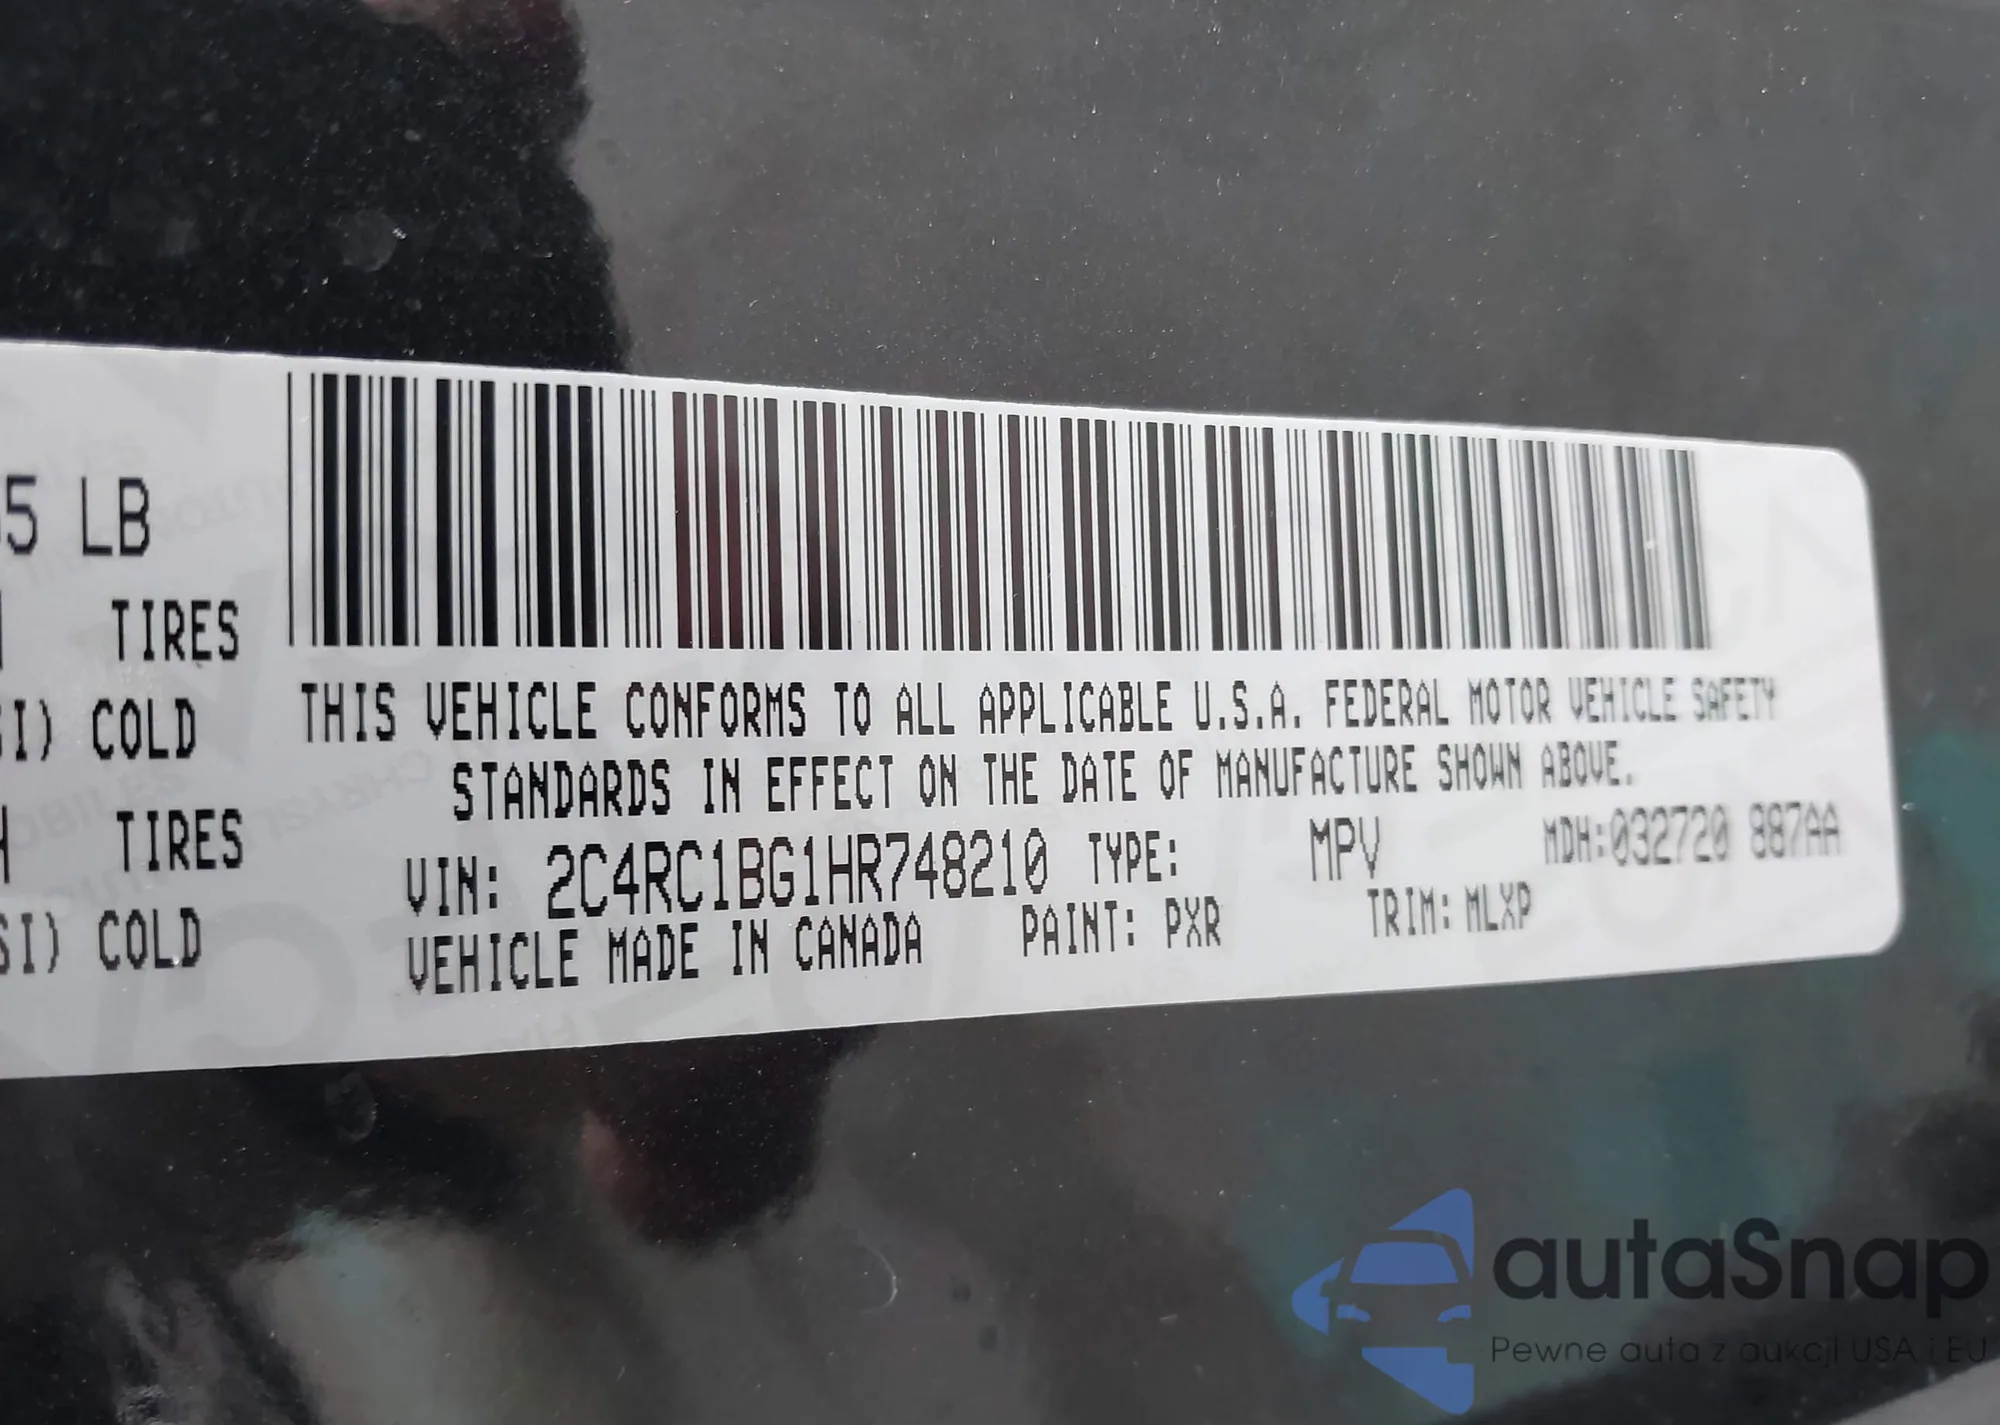 5 LB
TIRES
SI) COLD
TIRES
SI) COLD
THIS VEHICLE CONFORMS TO ALL APPLICABLE U.S.A. FEDERAL MOTOR VEHICLE SAFETY
STANDARDS IN EFFECT ON THE DATE OF MANUFACTURE SHOWN ABOVE.
VIN: 2C4RC1BG1HR748210 TYPE: MPV MDH:032720 887AA
VEHICLE MADE IN CANADA PAINT: PXR TRIM: MLXP
autaSnap
Pewne auta z aukcji USA i EU